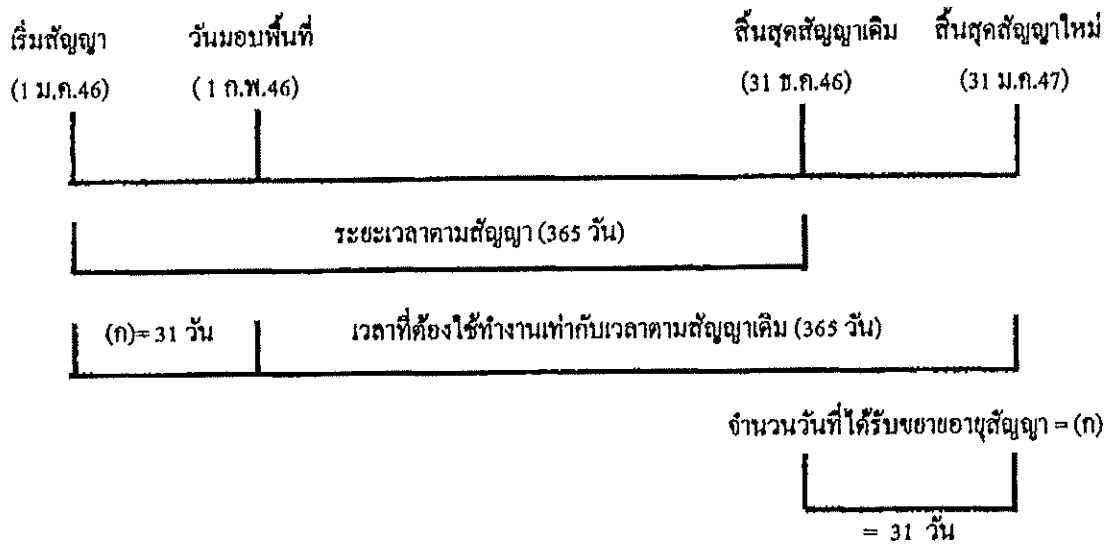 เริ่มสัญญา วันมอบพื้นที่ สิ้นสุดสัญญาเดิม สิ้นสุดสัญญาใหม่
(1 ม.ค.46) ( 1 ก.พ.46) (31 ธ.ค.46) (31 ม.ค.47)
ระยะเวลาตามสัญญา (365 วัน)
(ก)= 31 วัน เวลาที่ต้องใช้ทำงานเท่ากับเวลาตามสัญญาเดิม (365 วัน)
จำนวนวันที่ได้รับขยายอายุสัญญา = (ก)
= 31 วัน